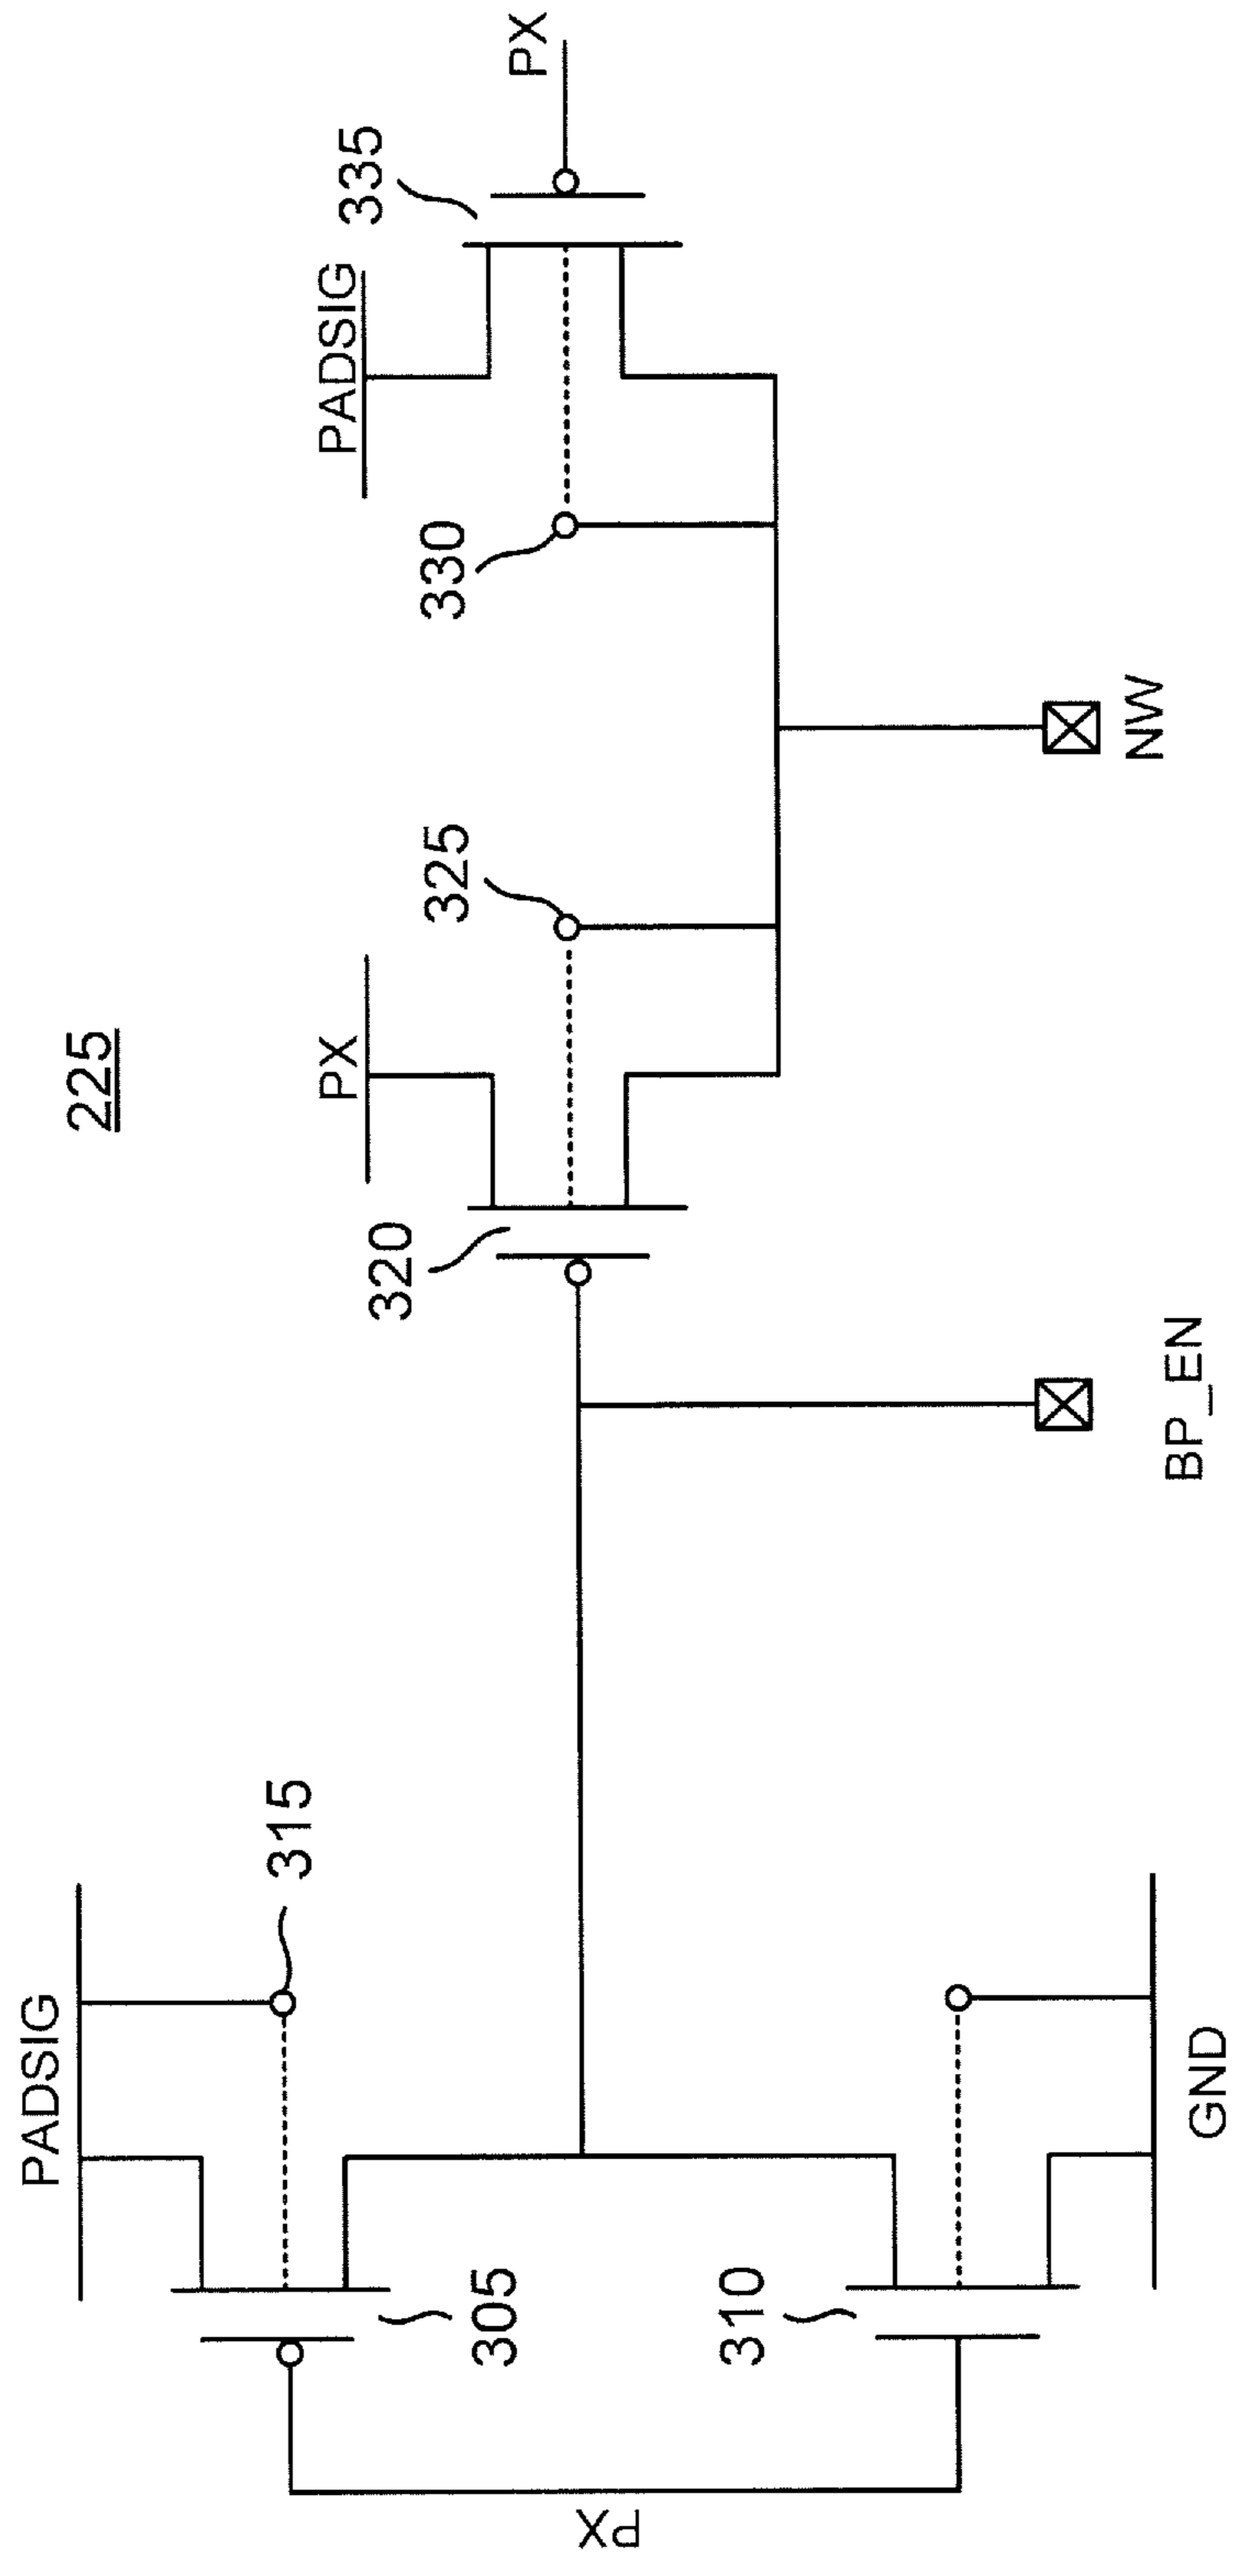 225
PADSIG
315
305
PX
310
GND
BP_EN
320
PX
325
NW
330
PADSIG
335
PX